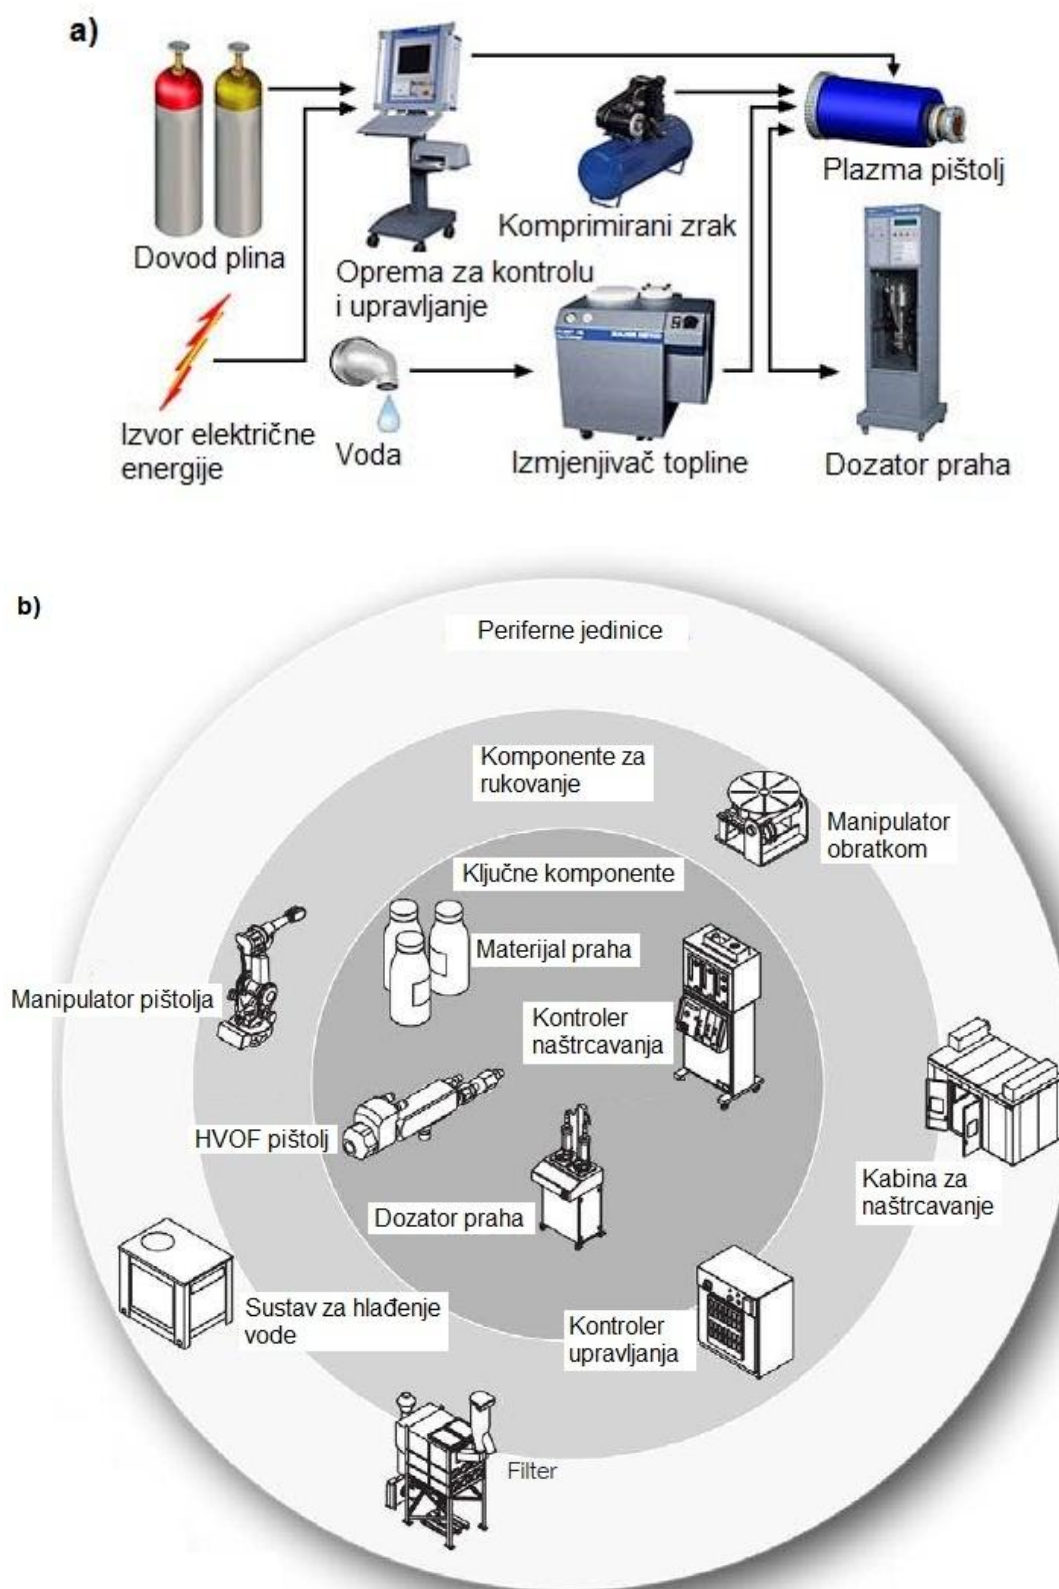 a)
Dovod plina
Oprema za kontrolu
i upravljanje
Komprimirani zrak
Plazma pištolj
Izvor električne
energije
Voda
Izmjenjivač topline
Dozator praha
b)
Periferne jedinice
Komponente za
rukovanje
Manipulator
obratkom
Ključne komponente
Materijal praha
Manipulator pištolja
Kontroler
naštrcavanja
HVOF pištolj
Kabina za
naštrcavanje
Dozator praha
Sustav za hlađenje
vode
Kontroler
upravljanja
Filter